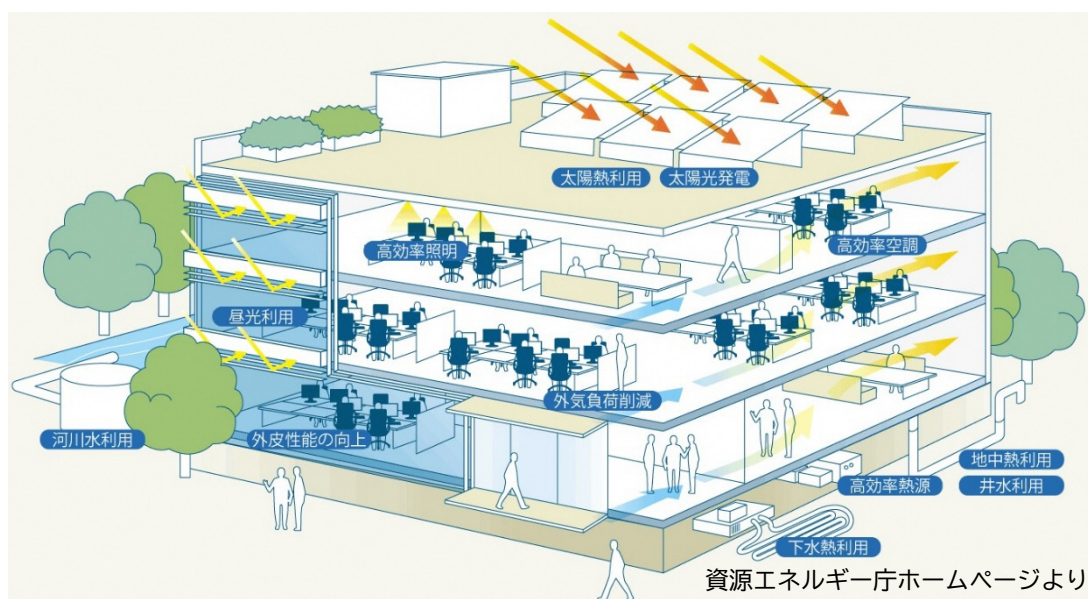 太陽熱利用
太陽光発電
高効率照明
高効率空調
昼光利用
外気負荷削減
河川水利用
外皮性能の向上
地中熱利用
高効率熱源
井水利用
下水熱利用
資源エネルギー庁ホームページより